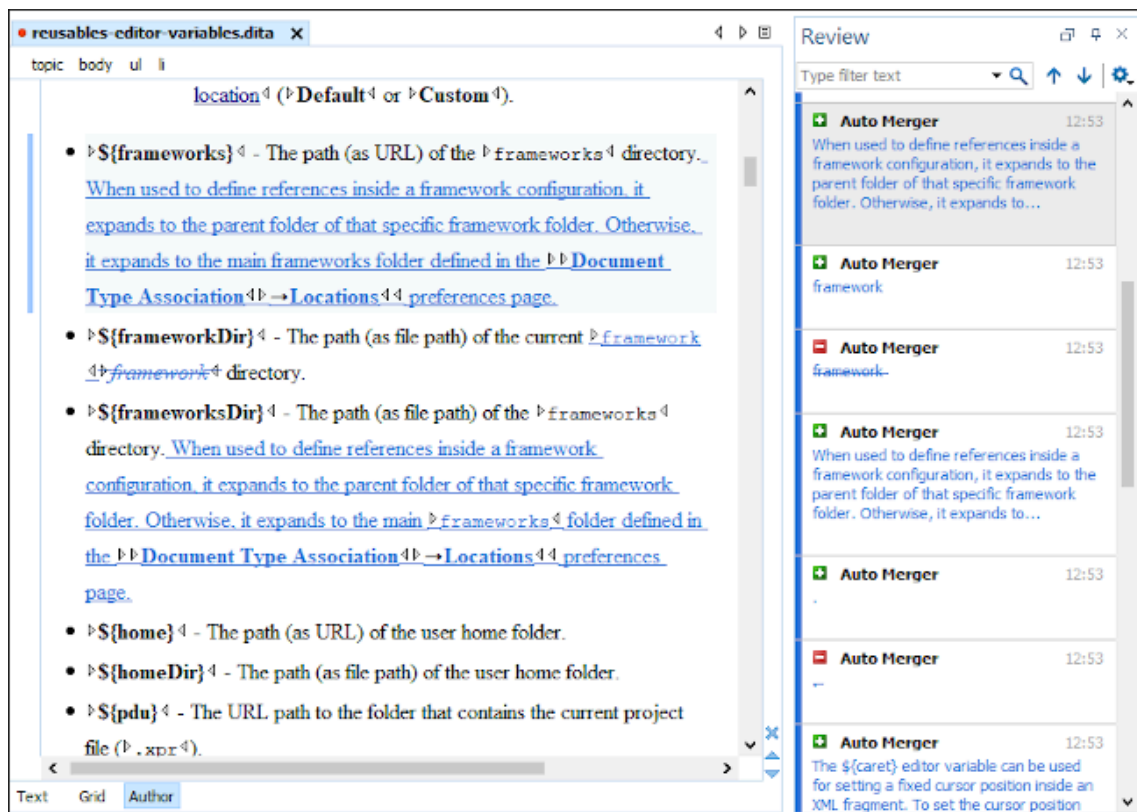 reusables-editor-variables.dita
topic body ul li
location (Default or Custom).
${frameworks} - The path (as URL) of the frameworks directory.
When used to define references inside a framework configuration, it
expands to the parent folder of that specific framework folder. Otherwise,
it expands to the main frameworks folder defined in the Document
Type Association→Locations preferences page.
${frameworkDir} - The path (as file path) of the current framework
framework directory.
${frameworksDir} - The path (as file path) of the frameworks
directory. When used to define references inside a framework
configuration, it expands to the parent folder of that specific framework
folder. Otherwise, it expands to the main frameworks folder defined in
the Document Type Association→Locations preferences
page.
${home} - The path (as URL) of the user home folder.
${homeDir} - The path (as file path) of the user home folder.
${pdu} - The URL path to the folder that contains the current project
file (.xpr).
Text Grid Author
Review
Type filter text
Auto Merger 12:53
When used to define references inside a
framework configuration, it expands to the
parent folder of that specific framework
folder. Otherwise, it expands to...
Auto Merger 12:53
framework
Auto Merger 12:53
framework
Auto Merger 12:53
When used to define references inside a
framework configuration, it expands to the
parent folder of that specific framework
folder. Otherwise, it expands to...
Auto Merger 12:53
.
Auto Merger 12:53
Auto Merger 12:53
The ${caret} editor variable can be used
for setting a fixed cursor position inside an
XML fragment. To set the cursor position